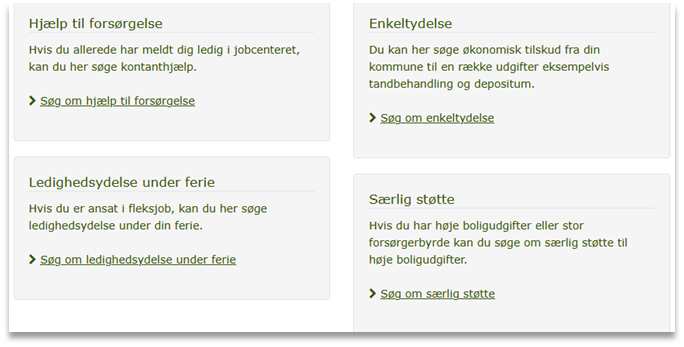 Hjælp til forsørgelse
Hvis du allerede har meldt dig ledig i jobcenteret,
kan du her søge kontanthjælp.
Søg om hjælp til forsørgelse
Ledighedsydelse under ferie
Hvis du er ansat i fleksjob, kan du her søge
ledighedsydelse under din ferie.
Søg om ledighedsydelse under ferie
Enkeltydelse
Du kan her søge økonomisk tilskud fra din
kommune til en række udgifter eksempelvis
tandbehandling og depositum.
Søg om enkeltydelse
Særlig støtte
Hvis du har høje boligudgifter eller stor
forsørgerbyrde kan du søge om særlig støtte til
høje boligudgifter.
Søg om særlig støtte